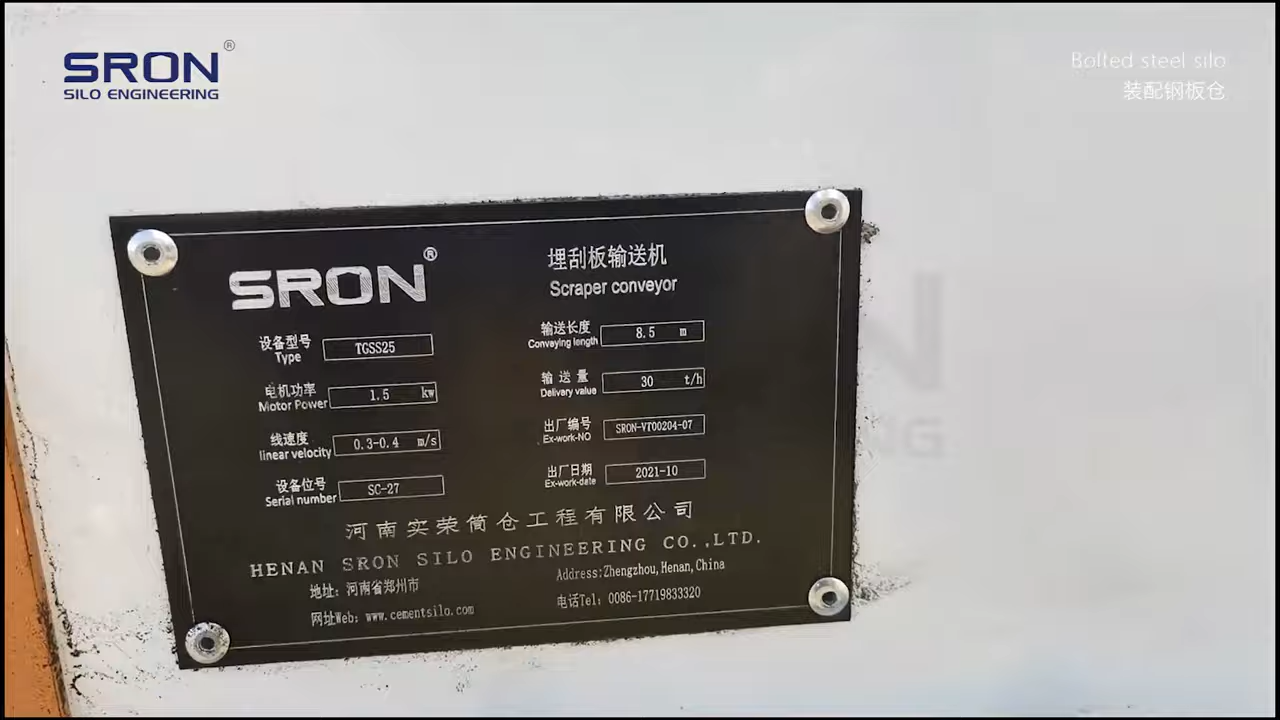 SRON®
SILO ENGINEERING
Bolted steel silo
装配钢板仓
SRON®
埋刮板输送机
Scraper conveyor
设备型号 TGSS25
Type
输送长度 8.5 m
Conveying length
电机功率 1.5 kw
Motor Power
输送量 30 t/h
Delivary value
线速度 0.3-0.4 m/s
linear velocity
出厂编号 SRON-VT00204-07
Ex-work-NO
设备位号 SC-27
Serial number
出厂日期 2021-10
Ex-work-date
河南实荣筒仓工程有限公司
HENAN SRON SILO ENGINEERING CO.,LTD.
地址: 河南省郑州市
Address:Zhengzhou,Henan,China
网址Web: www.cementsilo.com
电话Tel: 0086-17719833320